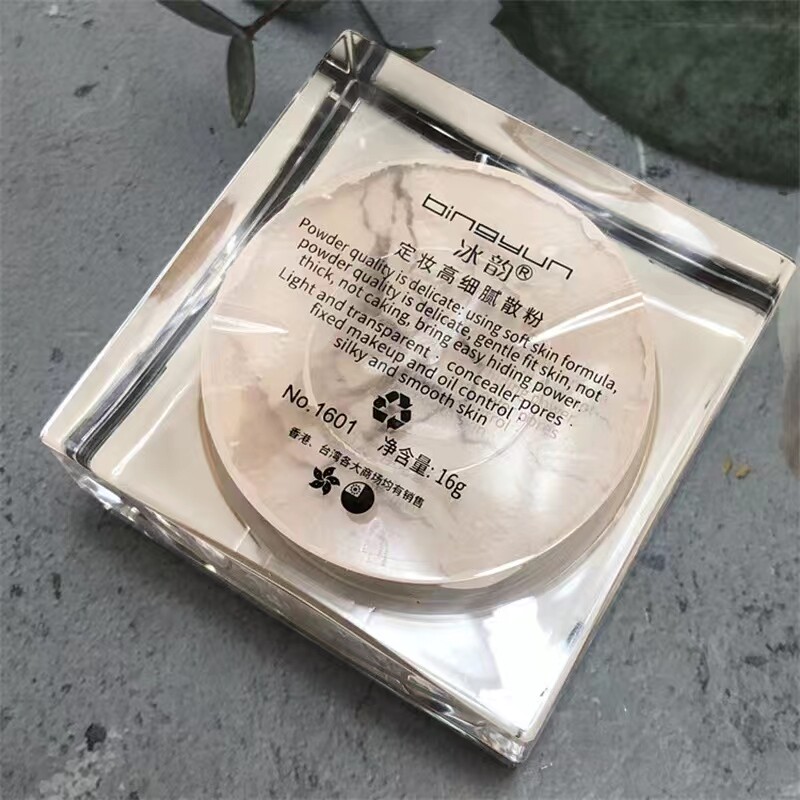 bingyun
冰韵®
定妆高细腻散粉
Powder quality is delicate: using soft skin formula,
powder quality is delicate, gentle fit skin, not
thick, not caking, bring easy hiding power.
Light and transparent, concealer pores.
fixed makeup and oil control pores
silky and smooth skin
No.1601
净含量: 16g
香港、台湾各大商场均有销售